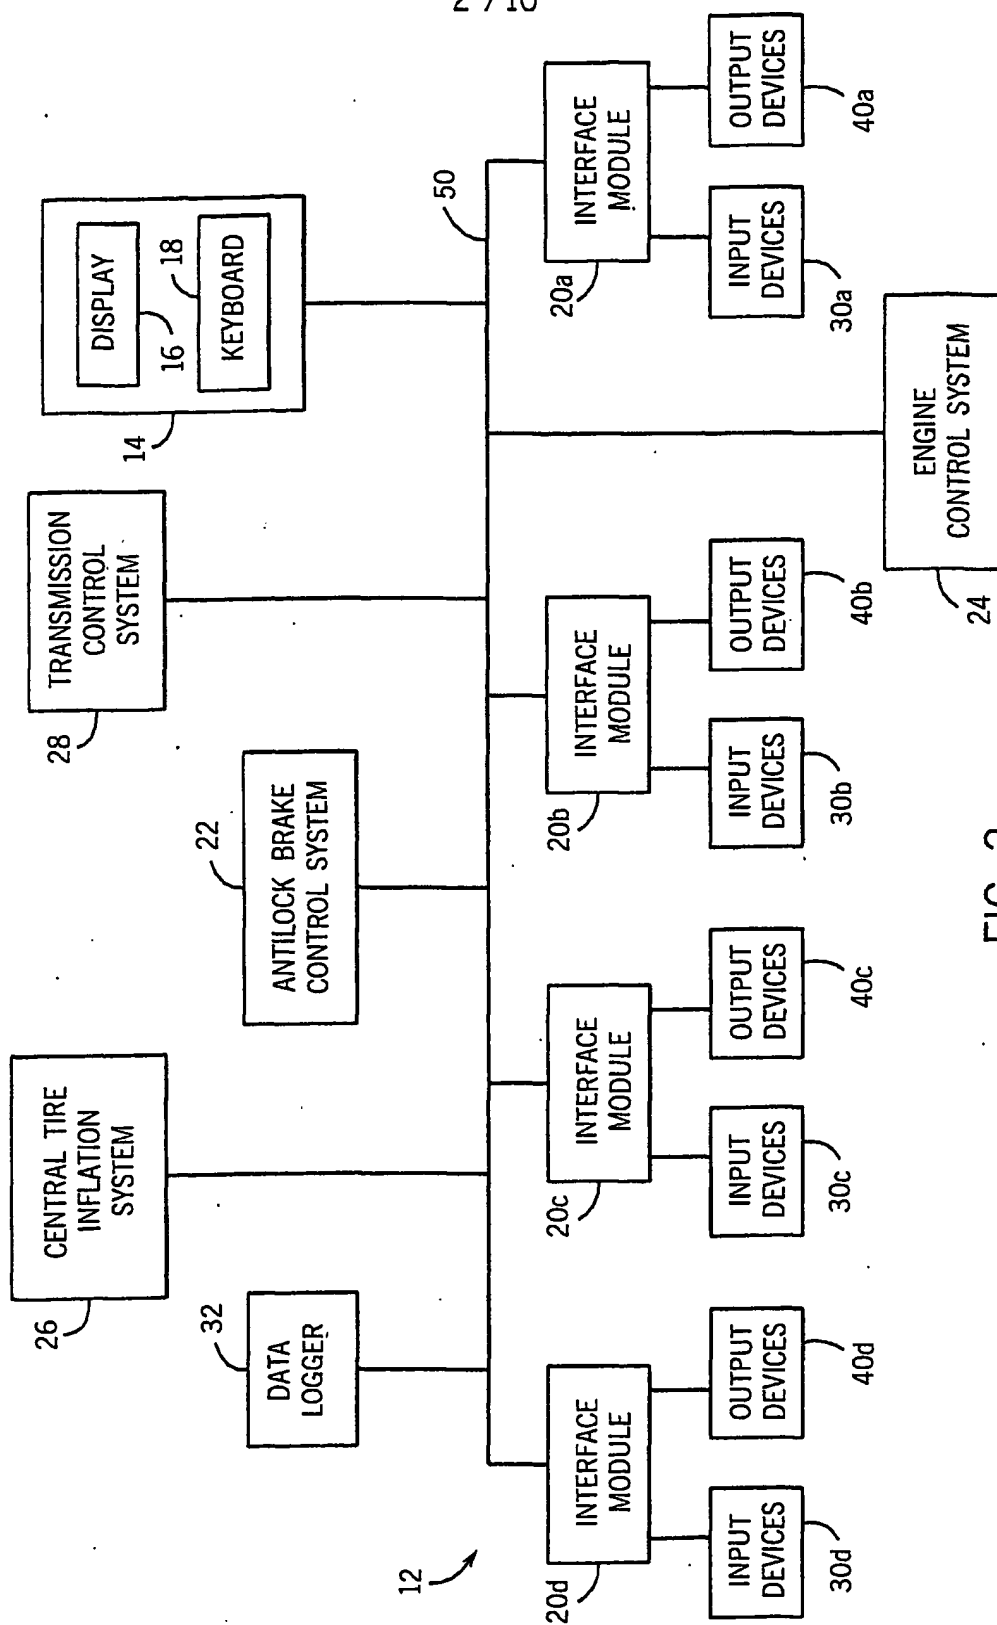 2 / 10
CENTRAL TIRE
INFLATION
SYSTEM
26
TRANSMISSION
CONTROL
SYSTEM
28
DISPLAY
16
18
KEYBOARD
14
DATA
LOGGER
32
ANTILOCK BRAKE
CONTROL SYSTEM
22
50
12
INTERFACE
MODULE
20d
INTERFACE
MODULE
20c
INTERFACE
MODULE
20b
INTERFACE
MODULE
20a
INPUT
DEVICES
30d
OUTPUT
DEVICES
40d
INPUT
DEVICES
30c
OUTPUT
DEVICES
40c
INPUT
DEVICES
30b
OUTPUT
DEVICES
40b
INPUT
DEVICES
30a
OUTPUT
DEVICES
40a
ENGINE
CONTROL SYSTEM
24
FIG. 2